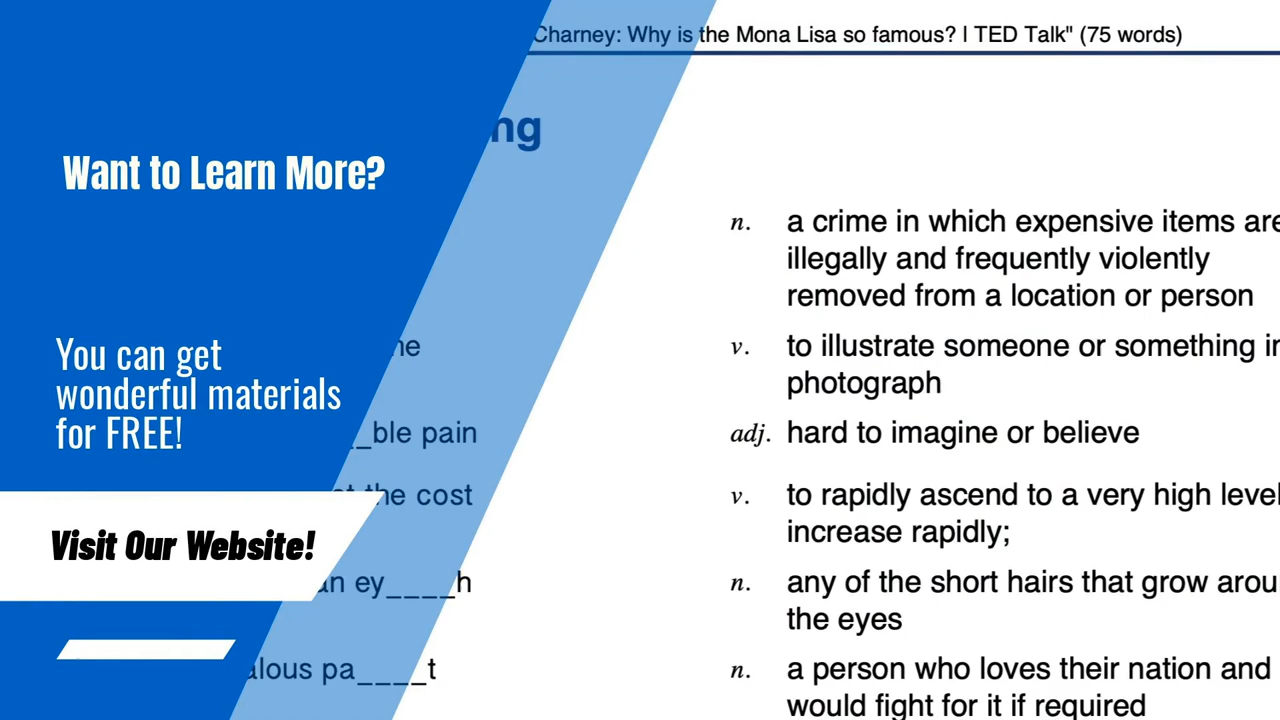 Charney: Why is the Mona Lisa so famous? | TED Talk" (75 words)
ng
Want to Learn More?
You can get
wonderful materials
for FREE!
Visit Our Website!
n. a crime in which expensive items are
illegally and frequently violently
removed from a location or person
he
v. to illustrate someone or something in
photograph
_ble pain
adj. hard to imagine or believe
the cost
v. to rapidly ascend to a very high level
increase rapidly;
an ey____h
n. any of the short hairs that grow arou
the eyes
alous pa____t
n. a person who loves their nation and
would fight for it if required